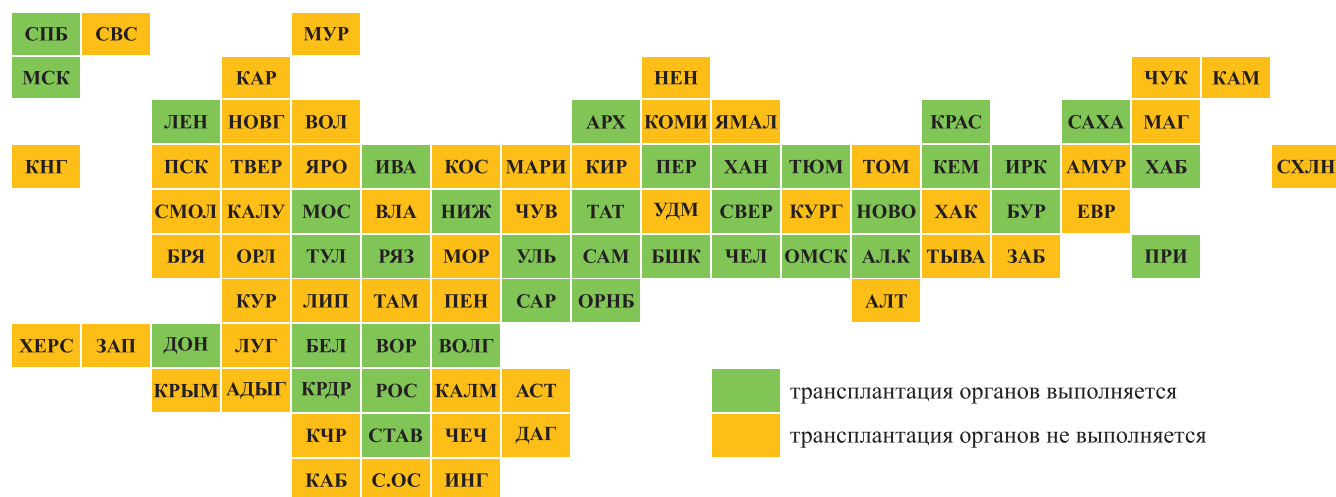 СПБ СВС МУР
МСК КАР НЕН ЧУК КАМ
ЛЕН НОВГ ВОЛ АРХ КОМИ ЯМАЛ КРАС САХА МАГ
КНГ ПСК ТВЕР ЯРО ИВА КОС МАРИ КИР ПЕР ХАН ТЮМ ТОМ КЕМ ИРК АМУР ХАБ СХЛН
СМОЛ КАЛУ МОС ВЛА НИЖ ЧУВ ТАТ УДМ СВЕР КУРГ НОВО ХАК БУР ЕВР
БРЯ ОРЛ ТУЛ РЯЗ МОР УЛЬ САМ БШК ЧЕЛ ОМСК АЛ.К ТЫВА ЗАБ ПРИ
КУР ЛИП ТАМ ПЕН САР ОРНБ АЛТ
ХЕРС ЗАП ДОН ЛУГ БЕЛ ВОР ВОЛГ
КРЫМ АДЫГ КРДР РОС КАЛМ АСТ трансплантация органов выполняется
КЧР СТАВ ЧЕЧ ДАГ трансплантация органов не выполняется
КАБ С.ОС ИНГ